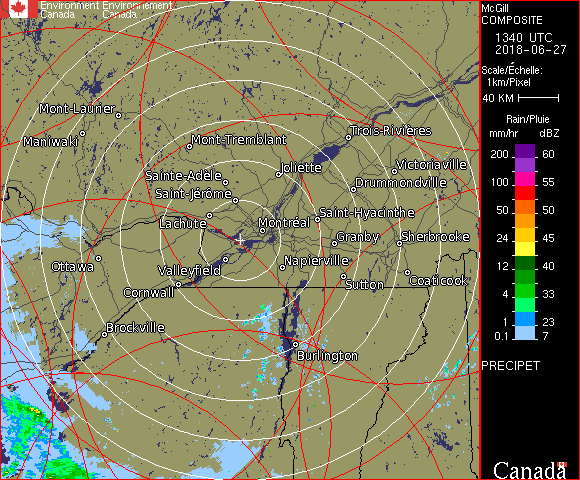 Environment Environnement
Canada Canada
McGill
COMPOSITE
1340 UTC
2018-06-27
Scale/Échelle:
1km/Pixel
40 KM
Rain/Pluie
mm/hr dBZ
200 60
100 55
50 50
24 45
12 40
4 33
1 23
0.1 7
PRECIPET
Canada
Mont-Laurier
Maniwaki
Mont-Tremblant
Trois-Rivières
Sainte-Adèle
Joliette
Victoriaville
Saint-Jérôme
Drummondville
Lachute
Montréal
Saint-Hyacinthe
Granby
Sherbrooke
Ottawa
Valleyfield
Napierville
Cornwall
Sutton
Coaticook
Brockville
Burlington